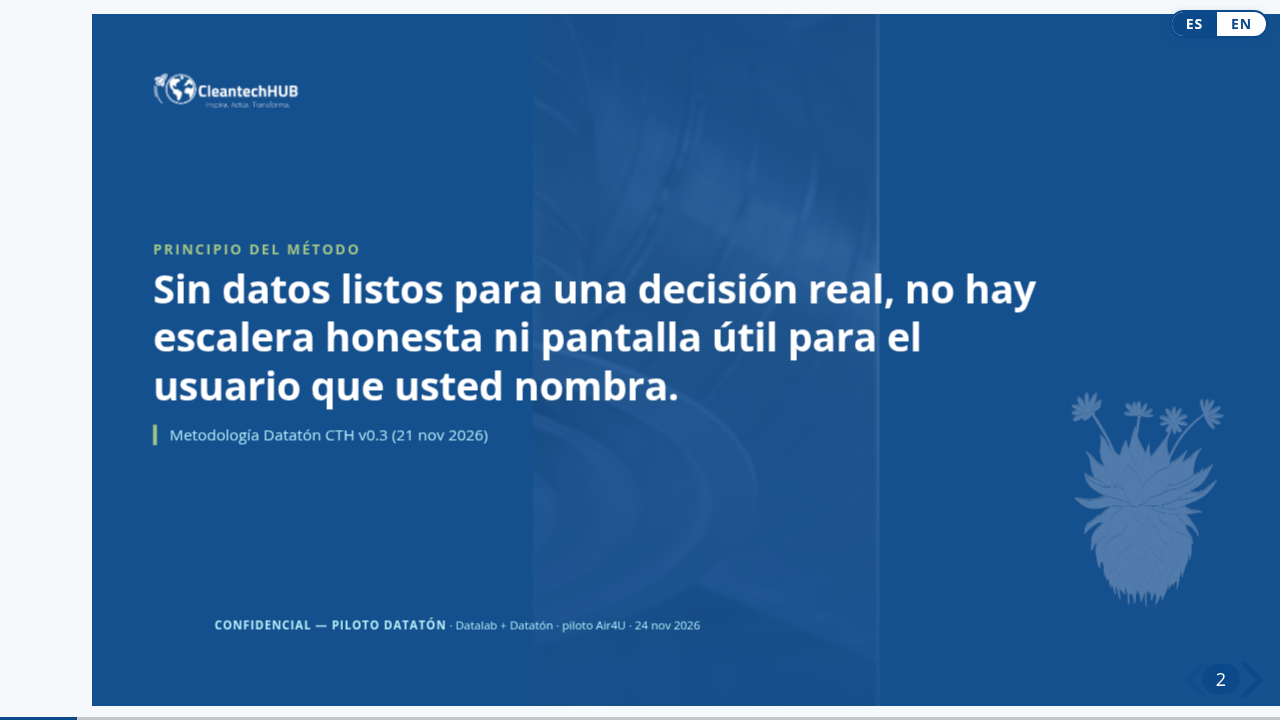 ES EN
CleantechHUB
Inspira. Actúa. Transforma.
PRINCIPIO DEL MÉTODO
Sin datos listos para una decisión real, no hay
escalera honesta ni pantalla útil para el
usuario que usted nombra.
Metodología Datatón CTH v0.3 (21 nov 2026)
CONFIDENCIAL — PILOTO DATATÓN · Datalab + Datatón · piloto Air4U · 24 nov 2026
2